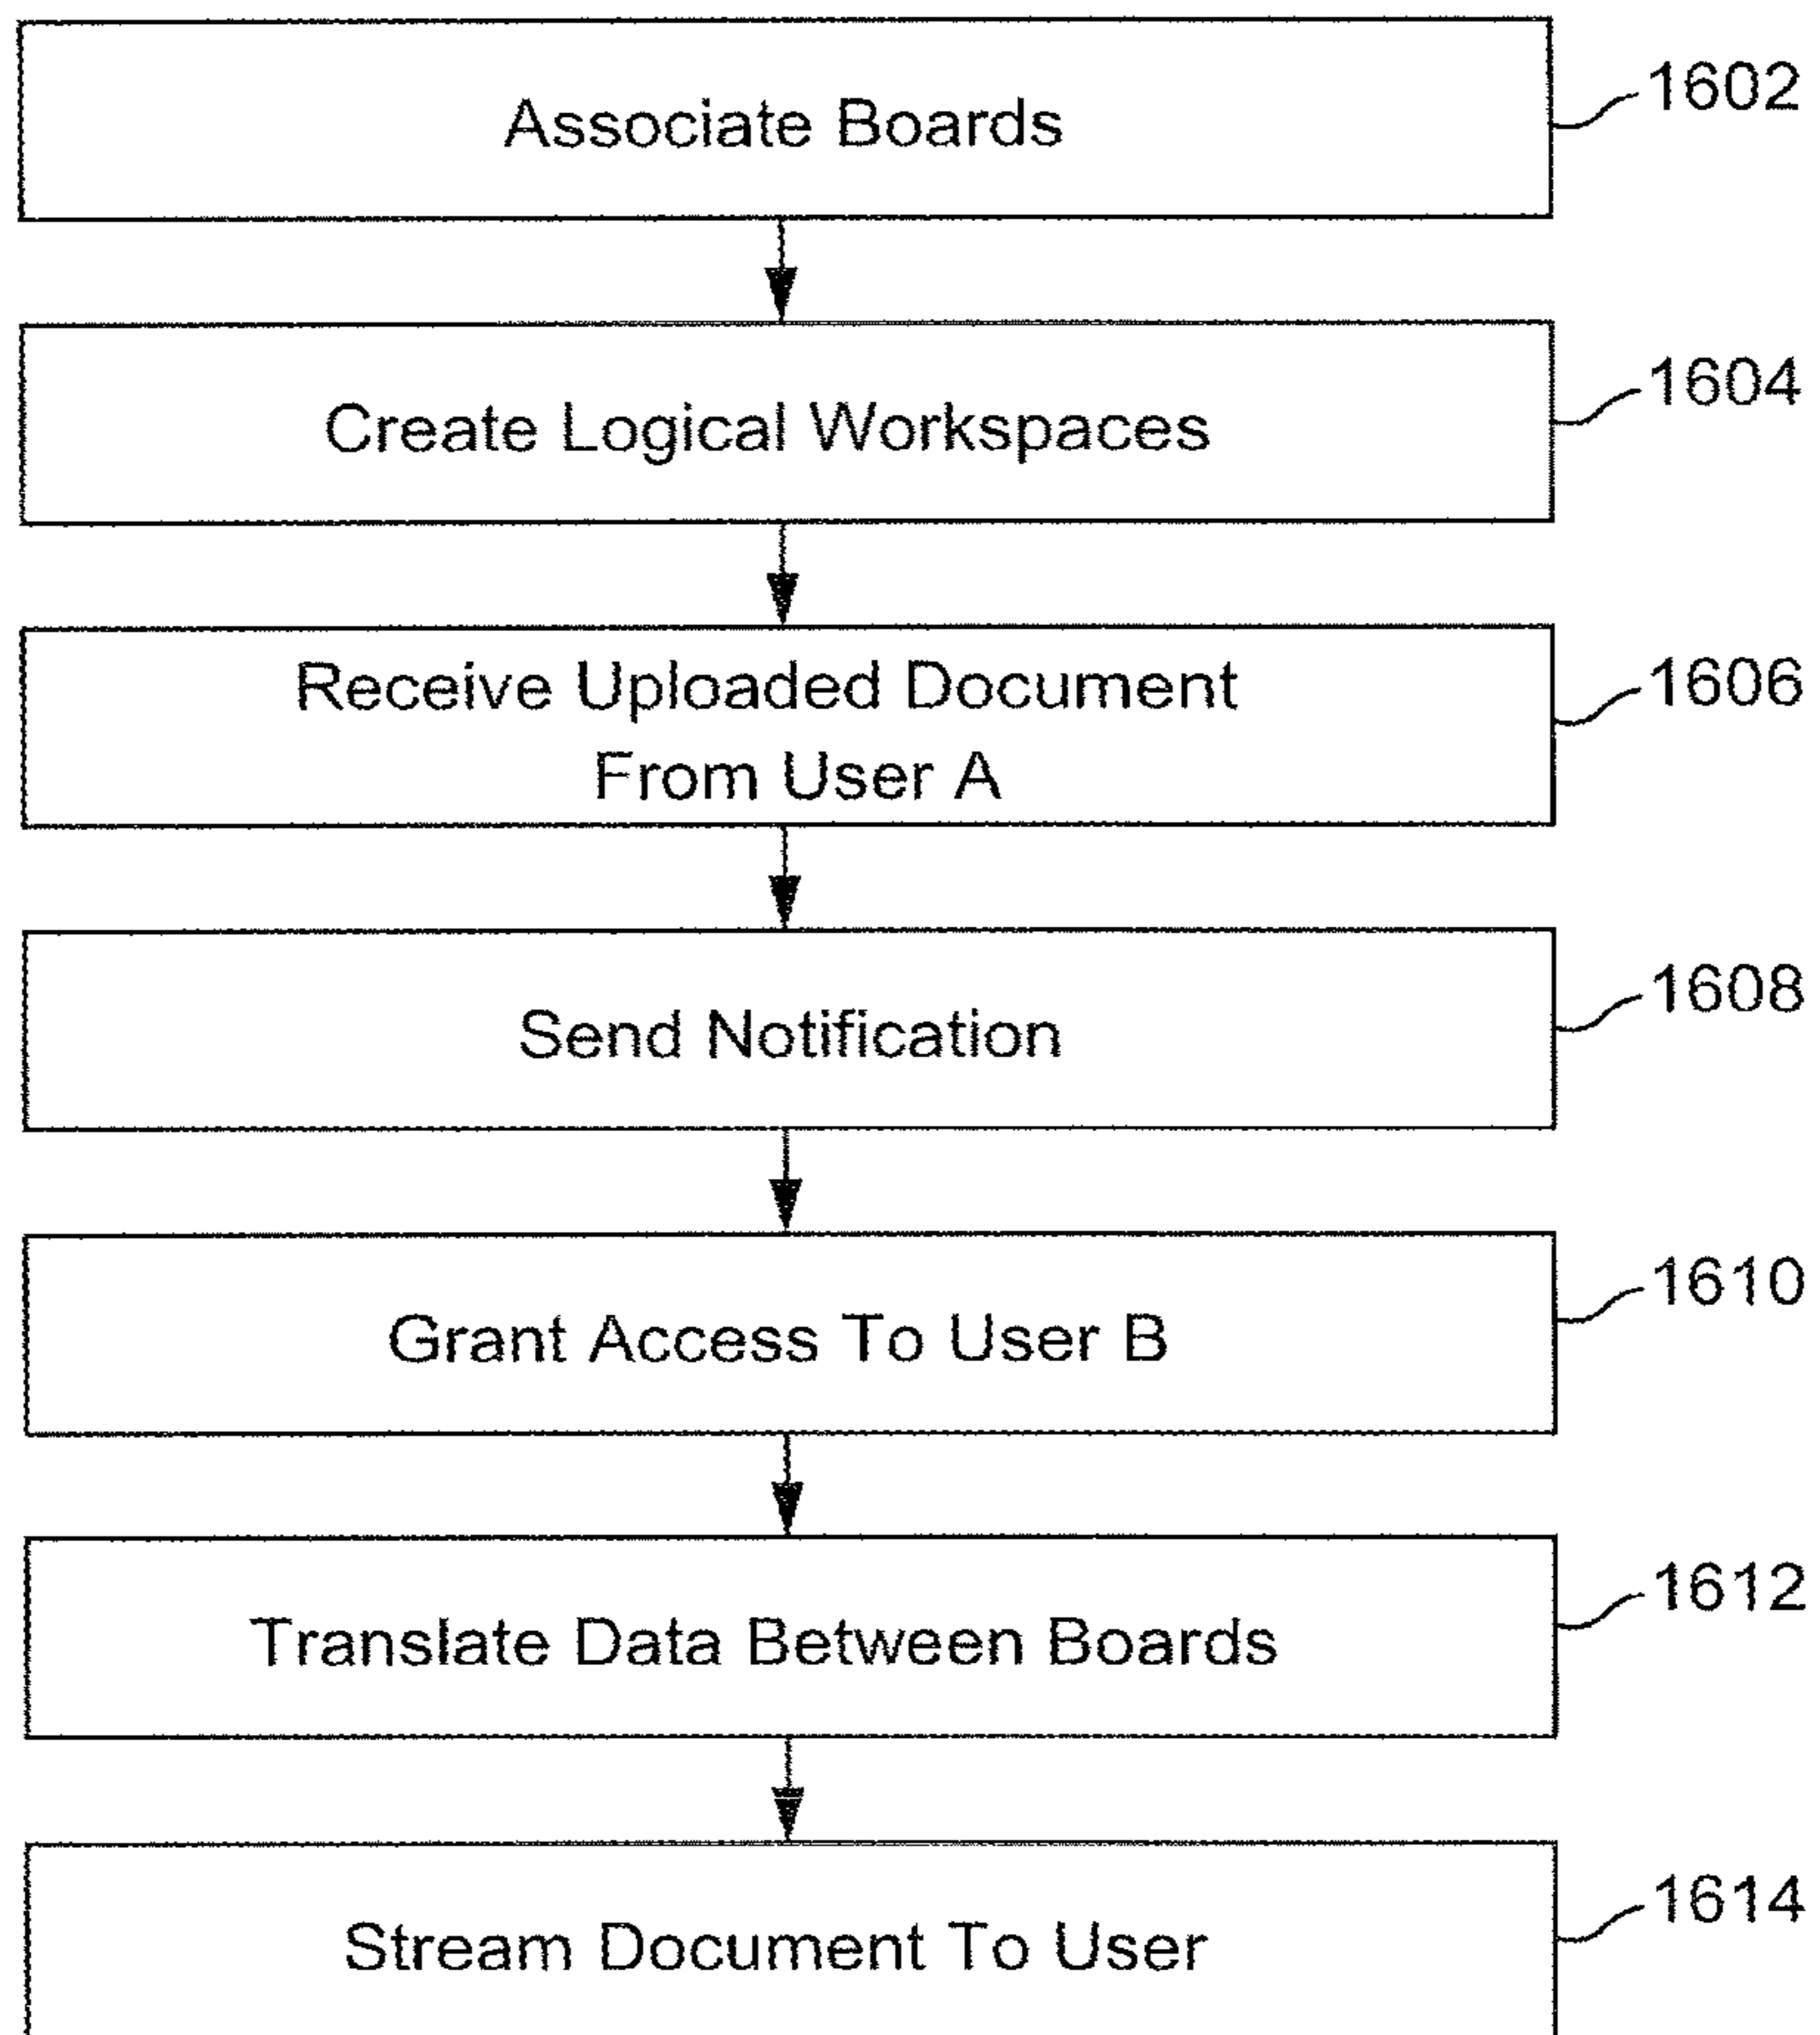 Associate Boards
1602
Create Logical Workspaces
1604
Receive Uploaded Document
From User A
1606
Send Notification
1608
Grant Access To User B
1610
Translate Data Between Boards
1612
Stream Document To User
1614